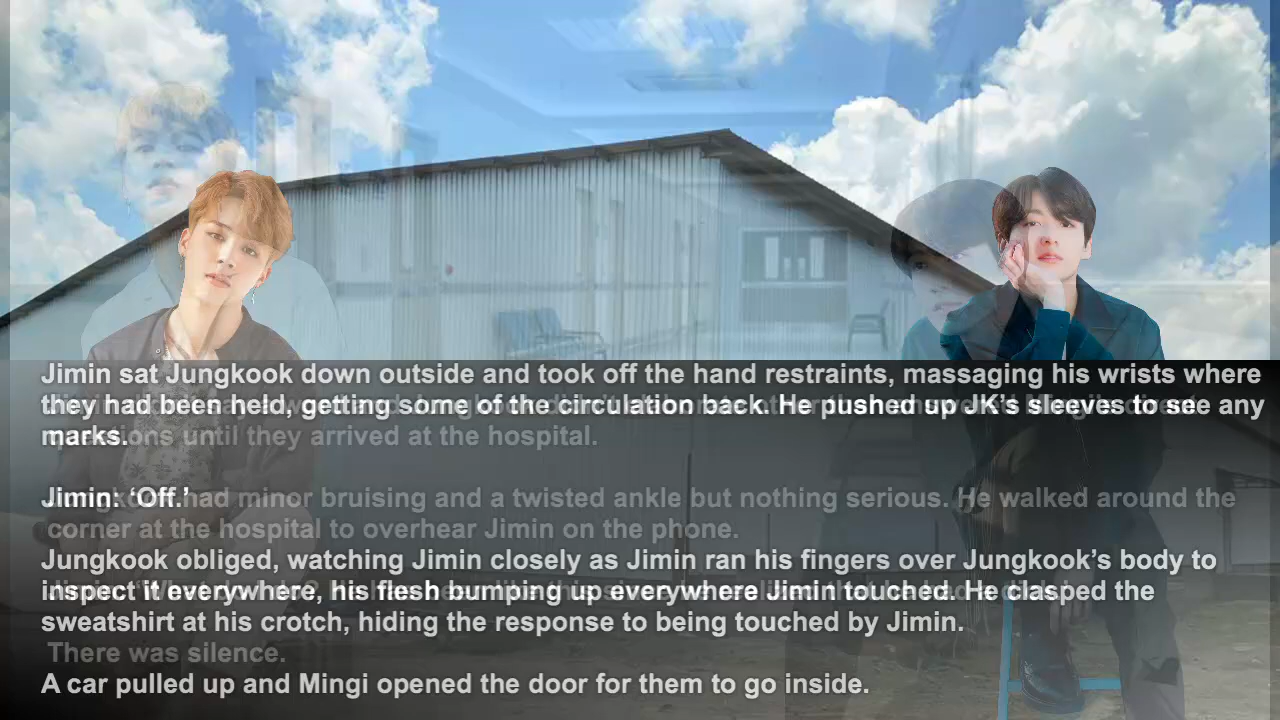 Jimin sat Jungkook down outside and took off the hand restraints, massaging his wrists where
they had been held, getting some of the circulation back. He pushed up JK’s sleeves to see any
marks.
questions until they arrived at the hospital.
Jimin: ‘Off.’
had minor bruising and a twisted ankle but nothing serious. He walked around the
corner at the hospital to overhear Jimin on the phone.
Jungkook obliged, watching Jimin closely as Jimin ran his fingers over Jungkook’s body to
inspect it everywhere, his flesh bumping up everywhere Jimin touched. He clasped the
sweatshirt at his crotch, hiding the response to being touched by Jimin.
There was silence.
A car pulled up and Mingi opened the door for them to go inside.